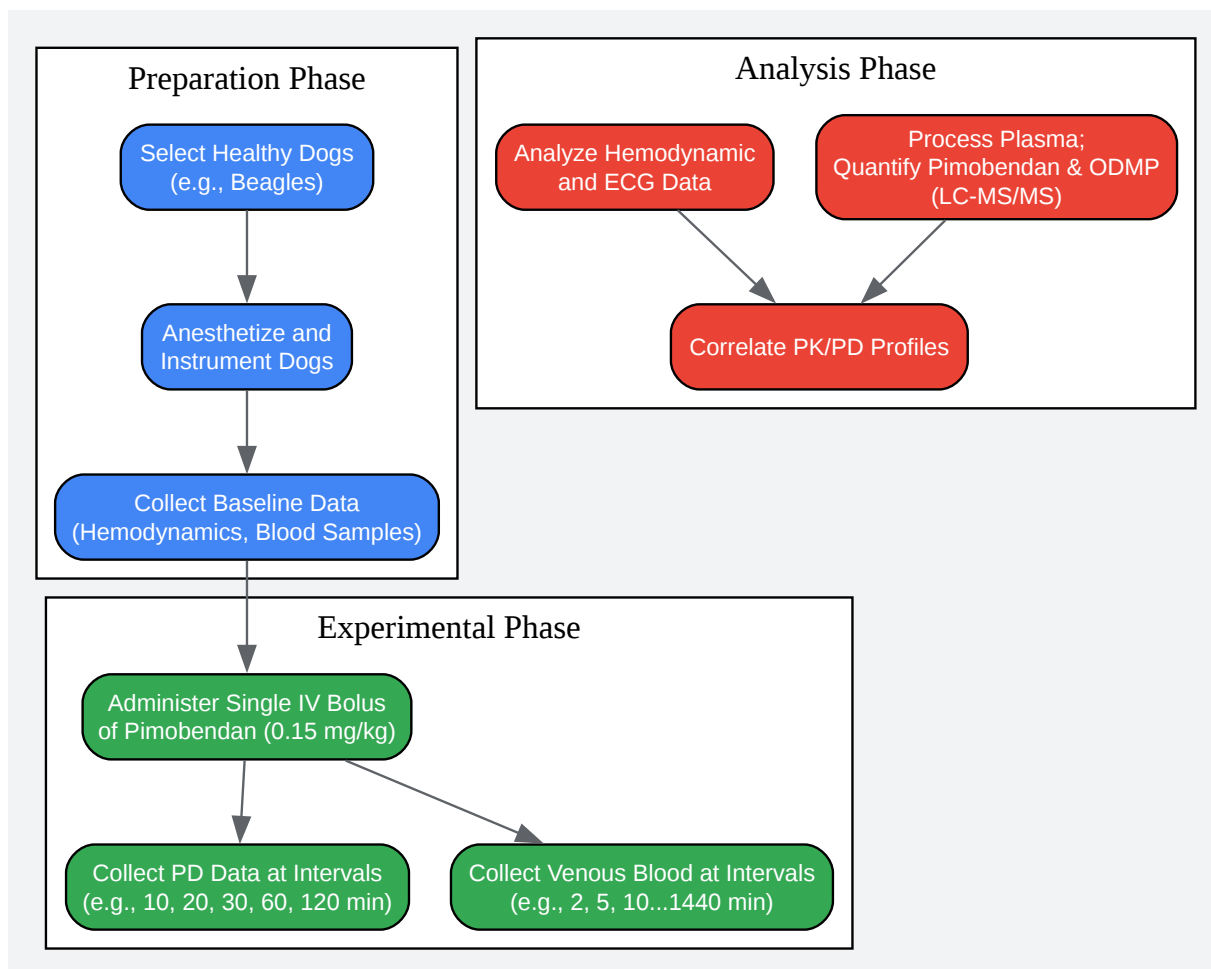 Preparation Phase
Select Healthy Dogs
(e.g., Beagles)
Anesthetize and
Instrument Dogs
Collect Baseline Data
(Hemodynamics, Blood Samples)
Analysis Phase
Analyze Hemodynamic
and ECG Data
Process Plasma;
Quantify Pimobendan & ODMP
(LC-MS/MS)
Correlate PK/PD Profiles
Experimental Phase
Administer Single IV Bolus
of Pimobendan (0.15 mg/kg)
Collect PD Data at Intervals
(e.g., 10, 20, 30, 60, 120 min)
Collect Venous Blood at Intervals
(e.g., 2, 5, 10...1440 min)